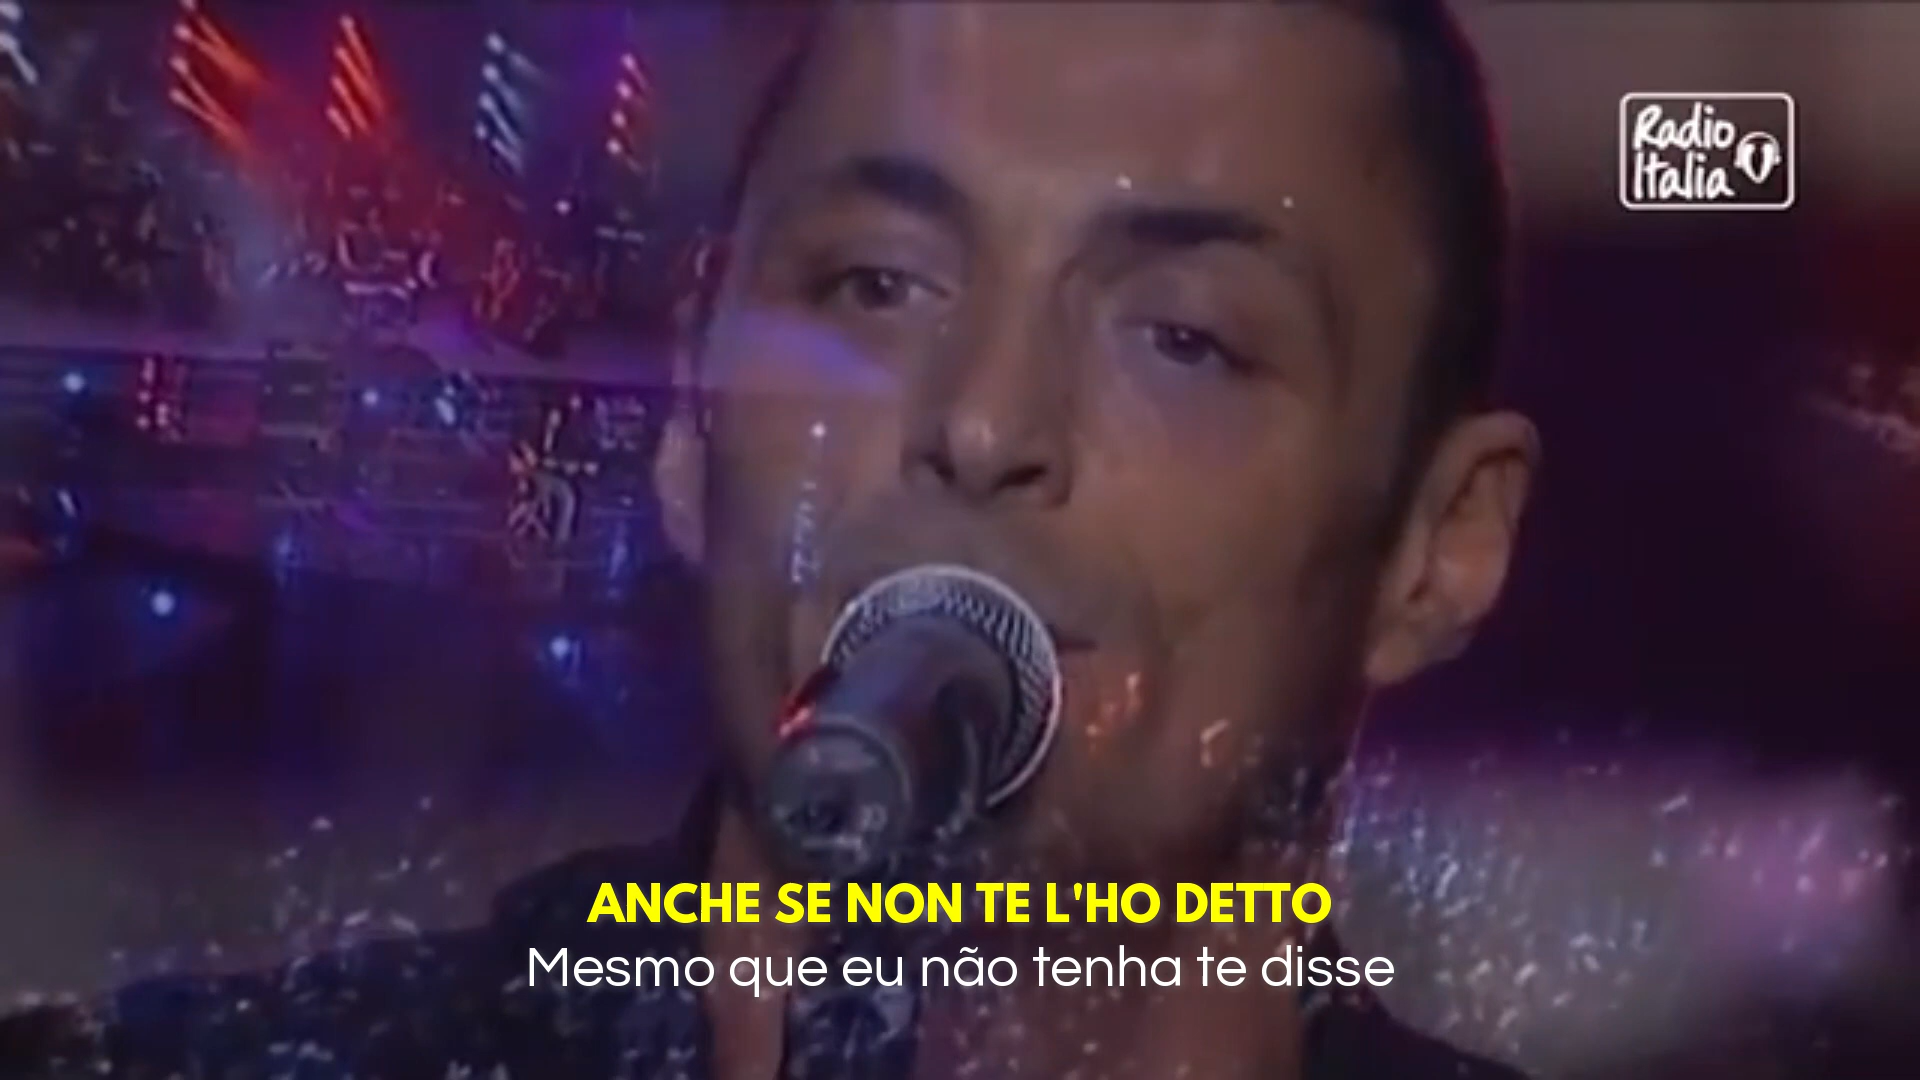 Radio
Italia
ANCHE SE NON TE L'HO DETTO
Mesmo que eu não tenha te disse